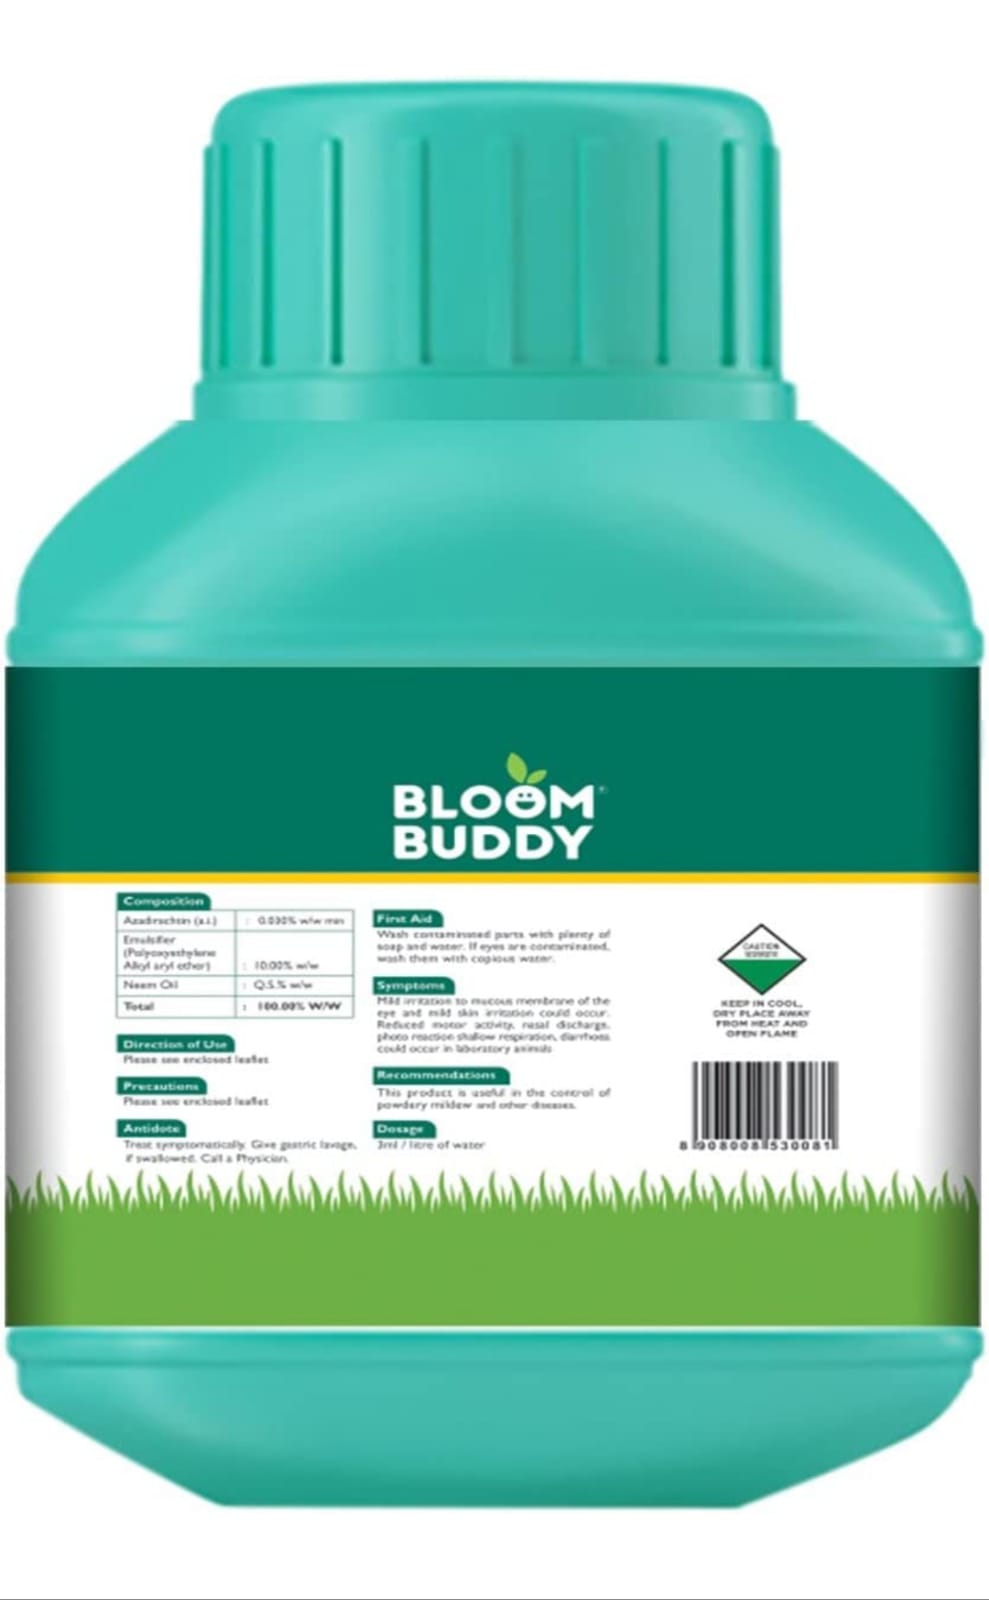 BLOOM
BUDDY
Composition
Azadirachtin (a.i.) : 0.030% w/w min
Emulsifier
(Polyoxyethylene
Alkyl aryl ether) : 10.00% w/w
Neem Oil : Q.S.% w/w
Total : 100.00% W/W
Direction of Use
Please see enclosed leaflet
Precautions
Please see enclosed leaflet
Antidote
Treat symptomatically. Give gastric lavage,
if swallowed. Call a Physician.
First Aid
Wash contaminated parts with plenty of
soap and water. If eyes are contaminated,
wash them with copious water.
Symptoms
Mild irritation to mucous membrane of the
eye and mild skin irritation could occur.
Reduced motor activity, nasal discharge,
photo reaction shallow respiration, diarrhoea
could occur in laboratory animals
Recommendations
This product is useful in the control of
powdery mildew and other diseases.
Dosage
3ml / litre of water
CAUTION
KEEP IN COOL,
DRY PLACE AWAY
FROM HEAT AND
OPEN FLAME
8 908008 530081